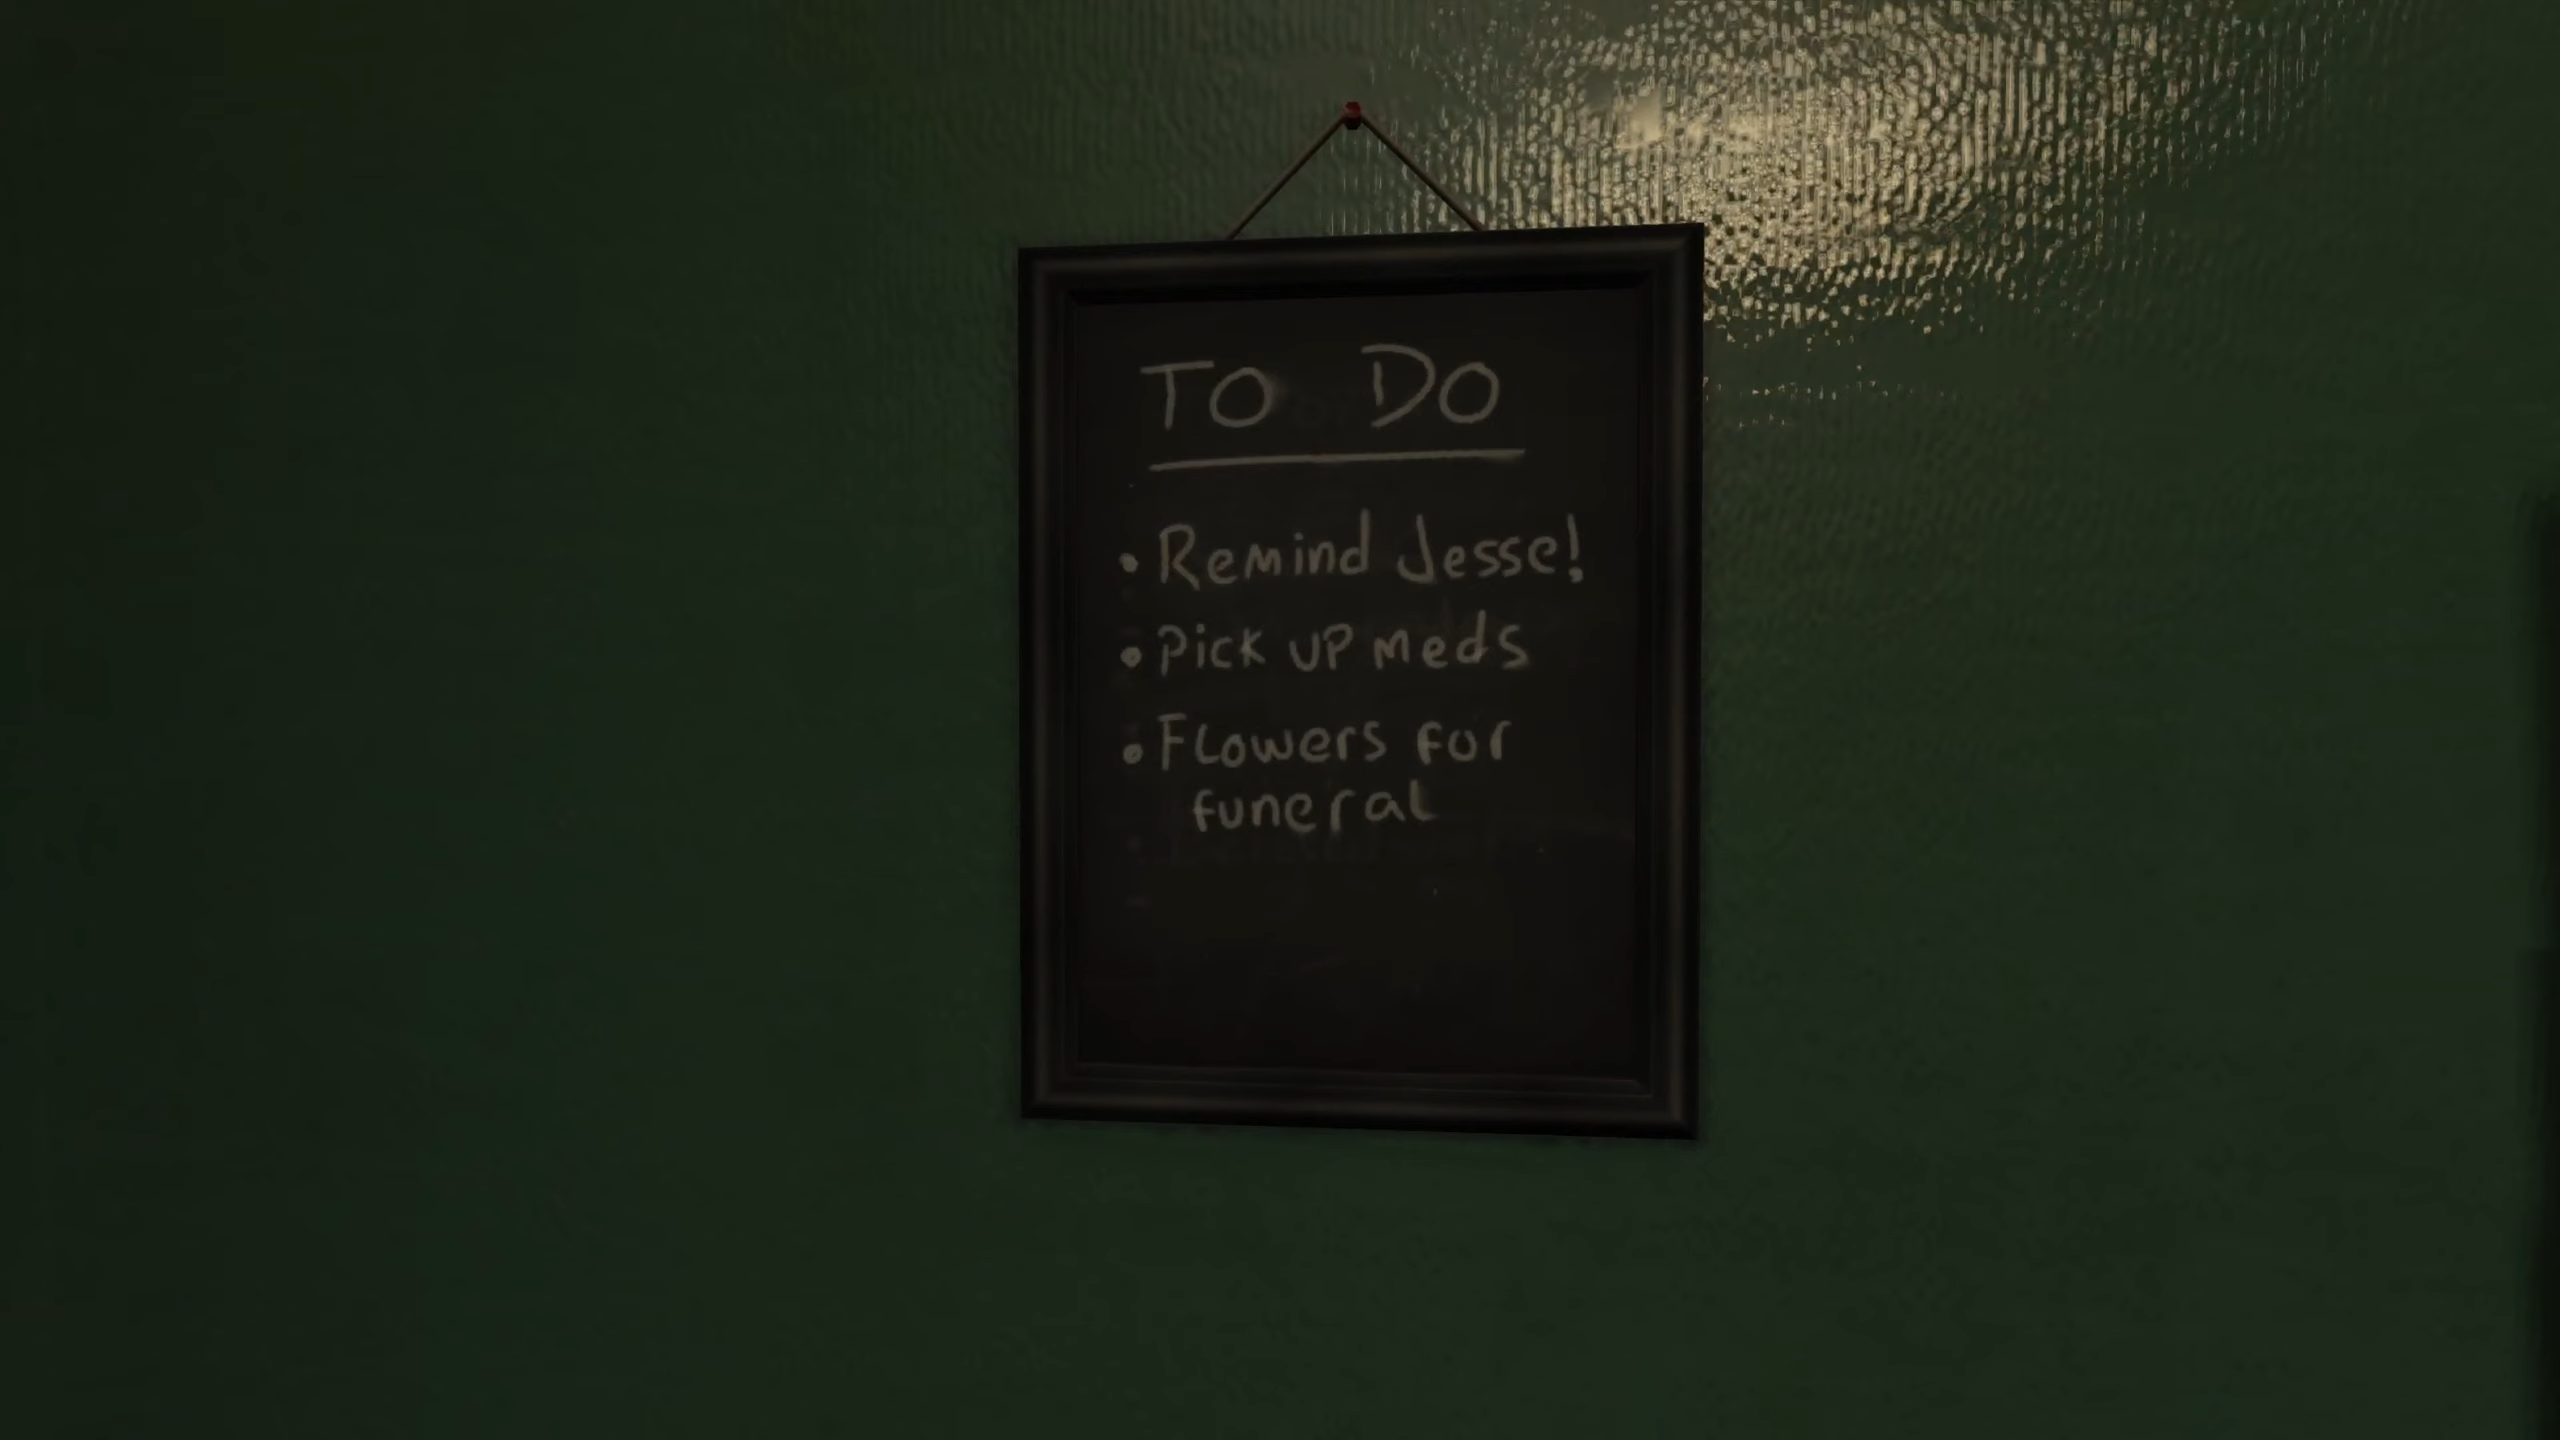 TO DO
• Remind Jesse!
• Pick up meds
• Flowers for
funeral